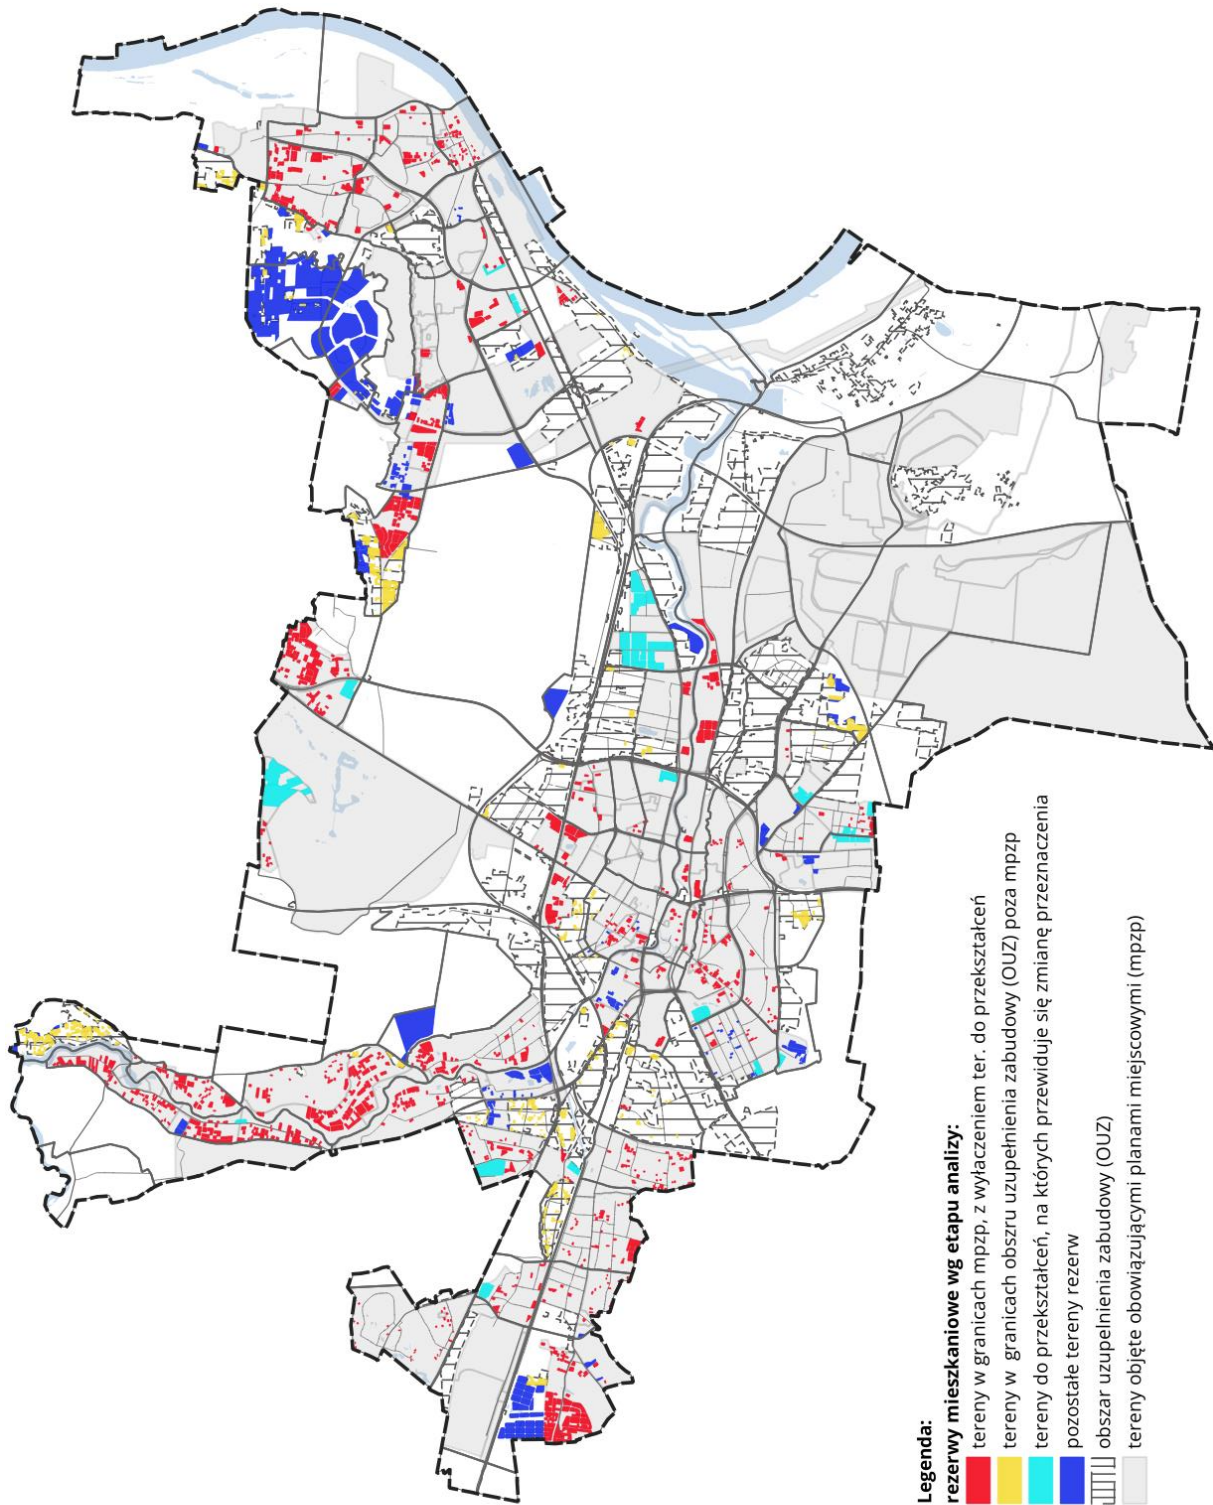 Legenda:
rezerwy mieszkaniowe wg etapu analizy:
tereny w granicach mpzp, z wyłaczeniem ter. do przekształceń
tereny w granicach obszru uzupełnienia zabudowy (OUZ) poza mpzp
tereny do przekształceń, na których przewiduje się zmianę przeznaczenia
pozostałe tereny rezerw
obszar uzupełnienia zabudowy (OUZ)
tereny objęte obowiązującymi planami miejscowymi (mpzp)